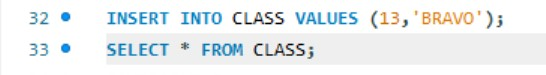 32 INSERT INTO CLASS VALUES (13,'BRAVO');
33 SELECT * FROM CLASS;